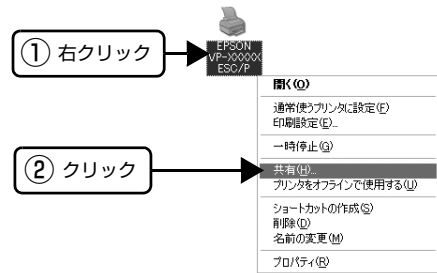 ① 右クリック
EPSON
VP-XXXXX
ESC/P
開く(O)
通常使うプリンタに設定(F)
印刷設定(E)...
一時停止(G)
② クリック
共有(H)...
プリンタをオフラインで使用する(U)
ショートカットの作成(S)
削除(D)
名前の変更(M)
プロパティ(R)